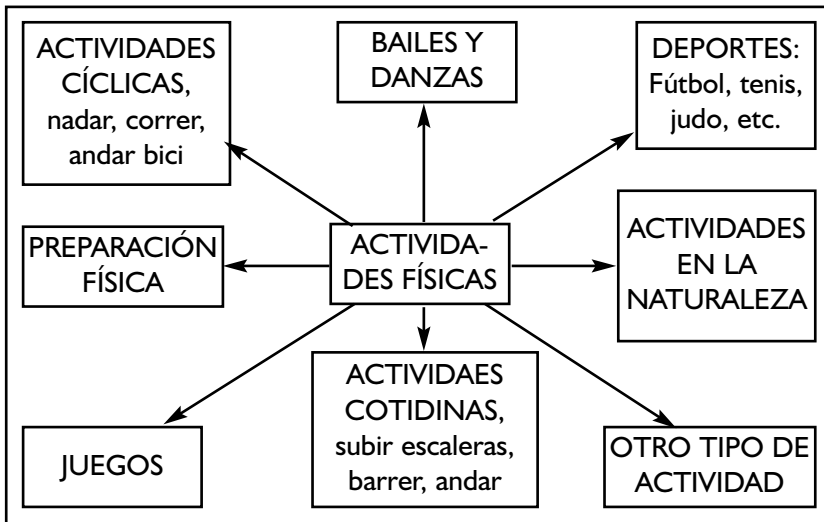 ACTIVIDADES
CÍCLICAS,
nadar, correr,
andar bici
BAILES Y
DANZAS
DEPORTES:
Fútbol, tenis,
judo, etc.
PREPARACIÓN
FÍSICA
ACTIVIDA-
DES FÍSICAS
ACTIVIDADES
EN LA
NATURALEZA
JUEGOS
ACTIVIDAES
COTIDINAS,
subir escaleras,
barrer, andar
OTRO TIPO DE
ACTIVIDAD